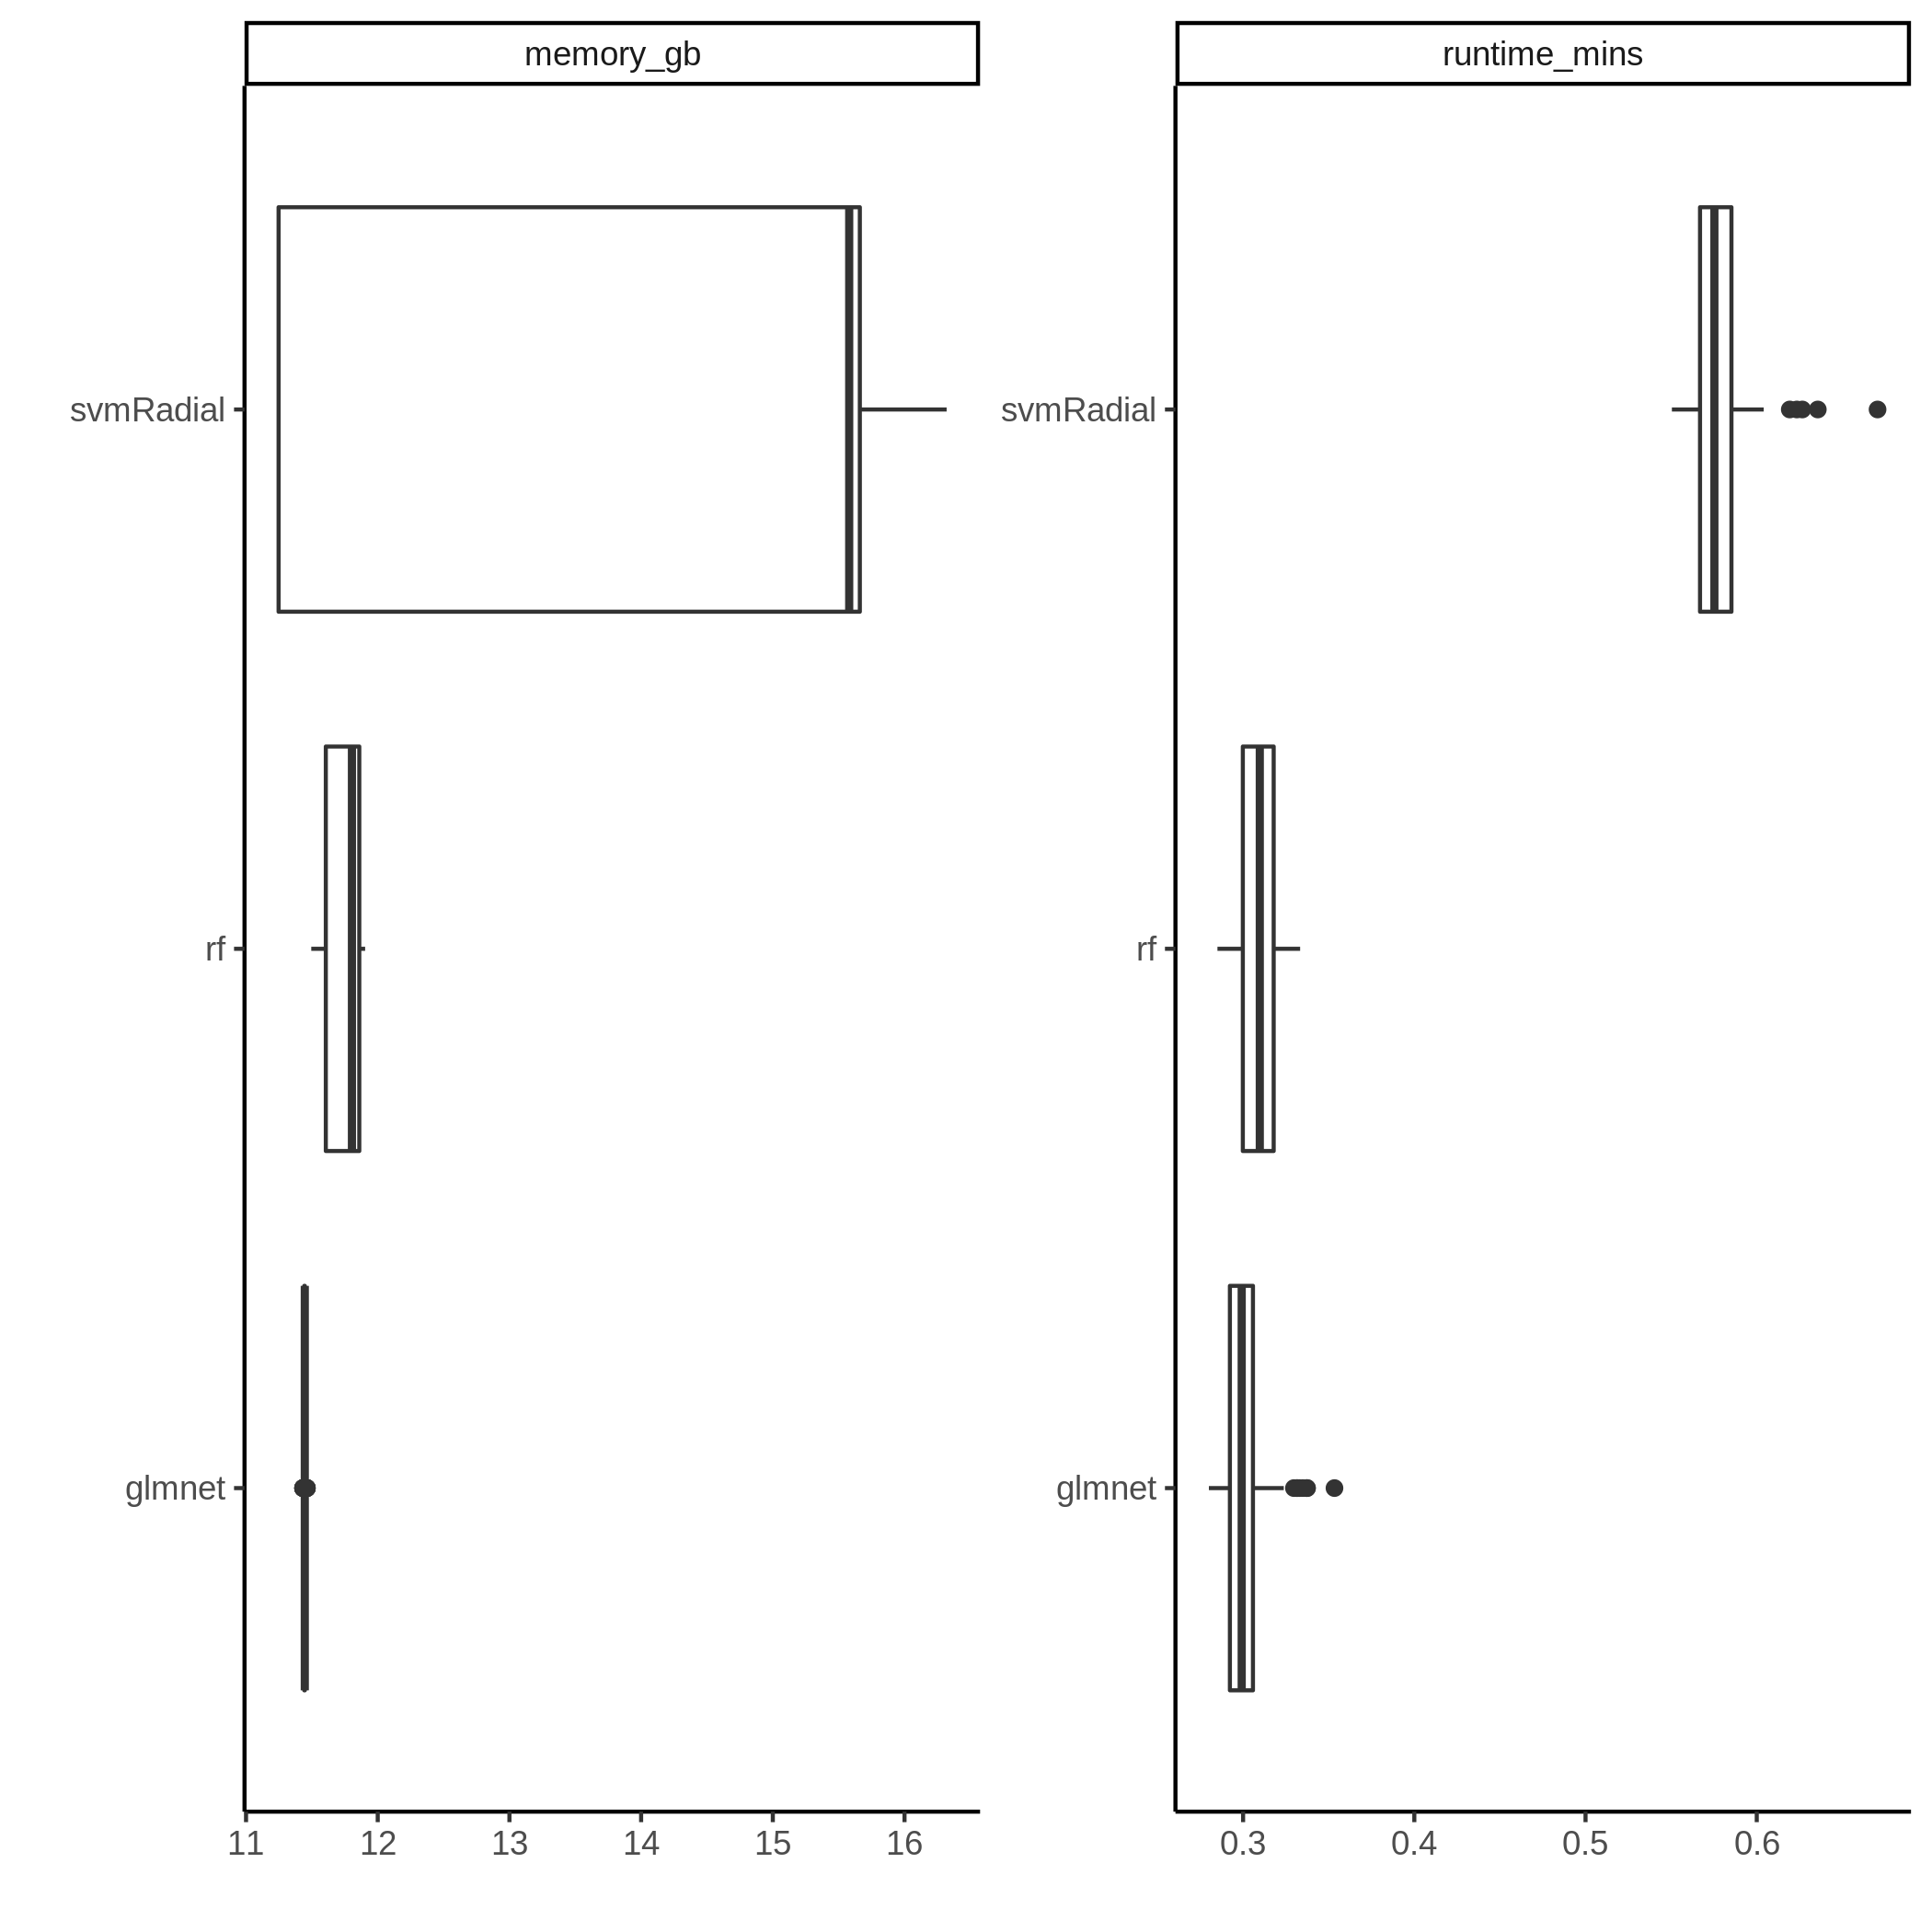 memory_gb
runtime_mins
svmRadial
rf
glmnet
svmRadial
rf
glmnet
11 12 13 14 15 16
0.3 0.4 0.5 0.6